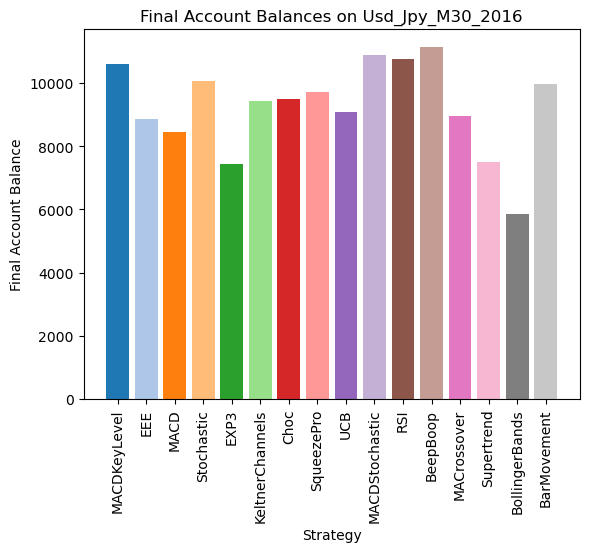 Final Account Balances on Usd_Jpy_M30_2016
Final Account Balance
10000
8000
6000
4000
2000
0
MACDKeyLevel
EEE
MACD
Stochastic
EXP3
KeltnerChannels
Choc
SqueezePro
UCB
MACDStochastic
RSI
BeepBoop
MACrossover
Supertrend
BollingerBands
BarMovement
Strategy